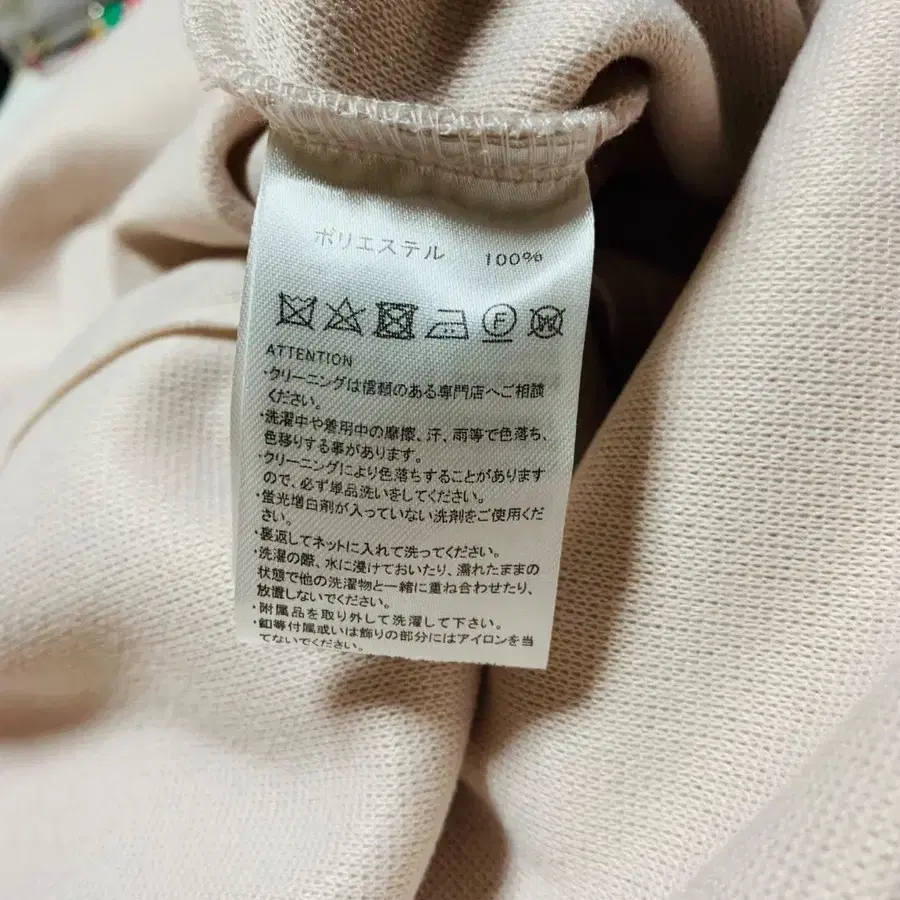 ポリエステル 100%
F W
ATTENTION
・クリーニングは信頼のある専門店へご相談
ください。
・洗濯中や着用中の摩擦、汗、雨等で色落ち、
色移りする事があります。
・クリーニングにより色落ちすることがあります
ので、必ず単品洗いをしてください。
・蛍光増白剤が入っていない洗剤をご使用くだ
さい。
・裏返してネットに入れて洗ってください。
・洗濯の際、水に浸けておいたり、濡れたままの
状態で他の洗濯物と一緒に重ね合わせたり、
放置しないでください。
・附属品を取り外して洗濯して下さい。
・釦等付属或いは飾りの部分にはアイロンを当
てないでください。